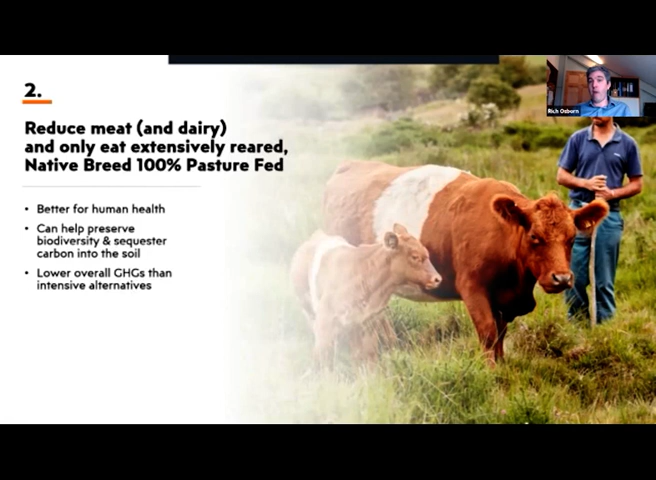 2.
Reduce meat (and dairy)
and only eat extensively reared,
Native Breed 100% Pasture Fed
• Better for human health
• Can help preserve
biodiversity & sequester
carbon into the soil
• Lower overall GHGs than
intensive alternatives
Rich Osborn